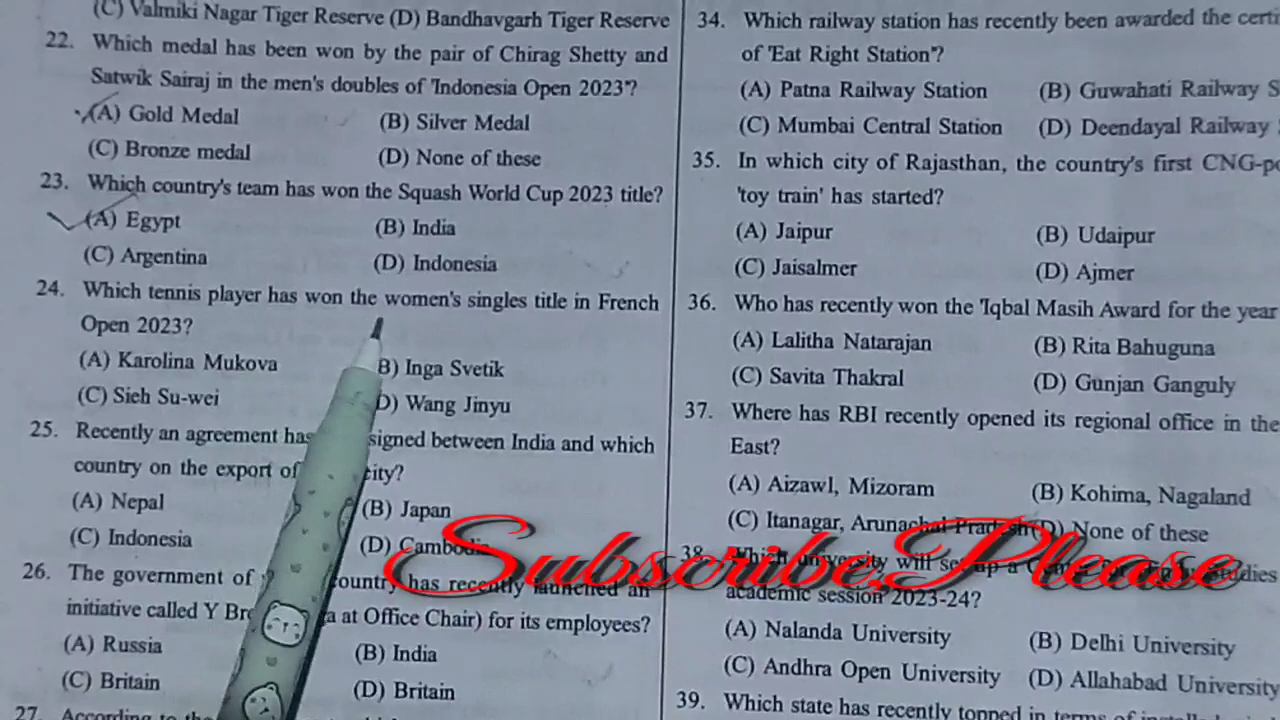 (C) Valmiki Nagar Tiger Reserve (D) Bandhavgarh Tiger Reserve
22. Which medal has been won by the pair of Chirag Shetty and
Satwik Sairaj in the men's doubles of 'Indonesia Open 2023'?
(A) Gold Medal (B) Silver Medal
(C) Bronze medal (D) None of these
23. Which country's team has won the Squash World Cup 2023 title?
(A) Egypt (B) India
(C) Argentina (D) Indonesia
24. Which tennis player has won the women's singles title in French
Open 2023?
(A) Karolina Mukova B) Inga Svetik
(C) Sieh Su-wei D) Wang Jinyu
25. Recently an agreement has signed between India and which
country on the export of city?
(A) Nepal (B) Japan
(C) Indonesia (D) Cambodia
26. The government of country has recently launched an
initiative called Y at Office Chair) for its employees?
(A) Russia (B) India
(C) Britain (D) Britain
27. According to the
34. Which railway station has recently been awarded the
of 'Eat Right Station'?
(A) Patna Railway Station (B) Guwahati Railway
(C) Mumbai Central Station (D) Deendayal Railway
35. In which city of Rajasthan, the country's first
'toy train' has started?
(A) Jaipur (B) Udaipur
(C) Jaisalmer (D) Ajmer
36. Who has recently won the 'Iqbal Masih Award for the year
(A) Lalitha Natarajan (B) Rita Bahuguna
(C) Savita Thakral (D) Gunjan Ganguly
37. Where has RBI recently opened its regional office in the
East?
(A) Aizawl, Mizoram (B) Kohima, Nagaland
(C) Itanagar, Arunachal Pradesh (D) None of these
38. Which university will set up a
academic session 2023-24?
(A) Nalanda University (B) Delhi University
(C) Andhra Open University (D) Allahabad University
39. Which state has recently topped in terms of
Subscribe,Please